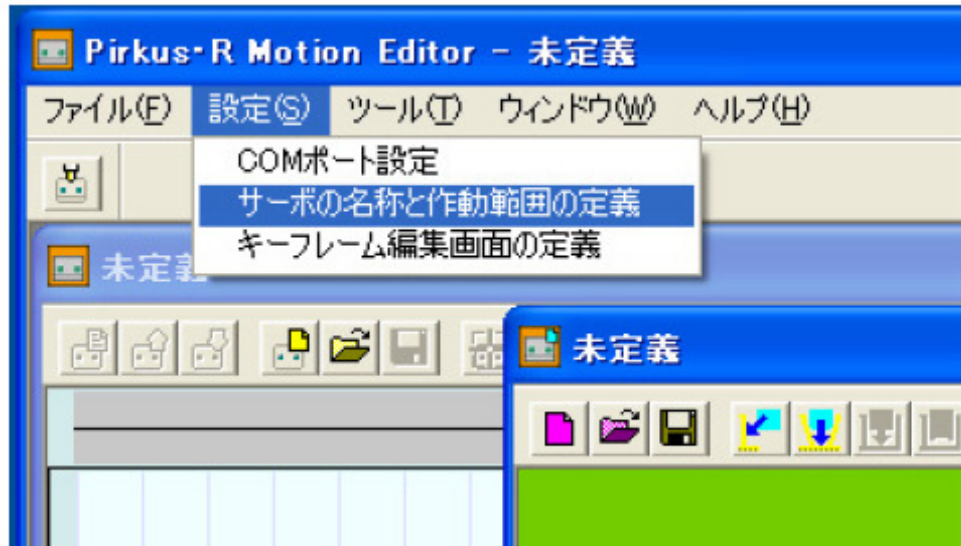 Pirkus・R Motion Editor - 未定義
ファイル(F) 設定(S) ツール(T) ウィンドウ(W) ヘルプ(H)
COMポート設定
サーボの名称と作動範囲の定義
キーフレーム編集画面の定義
未定義
未定義